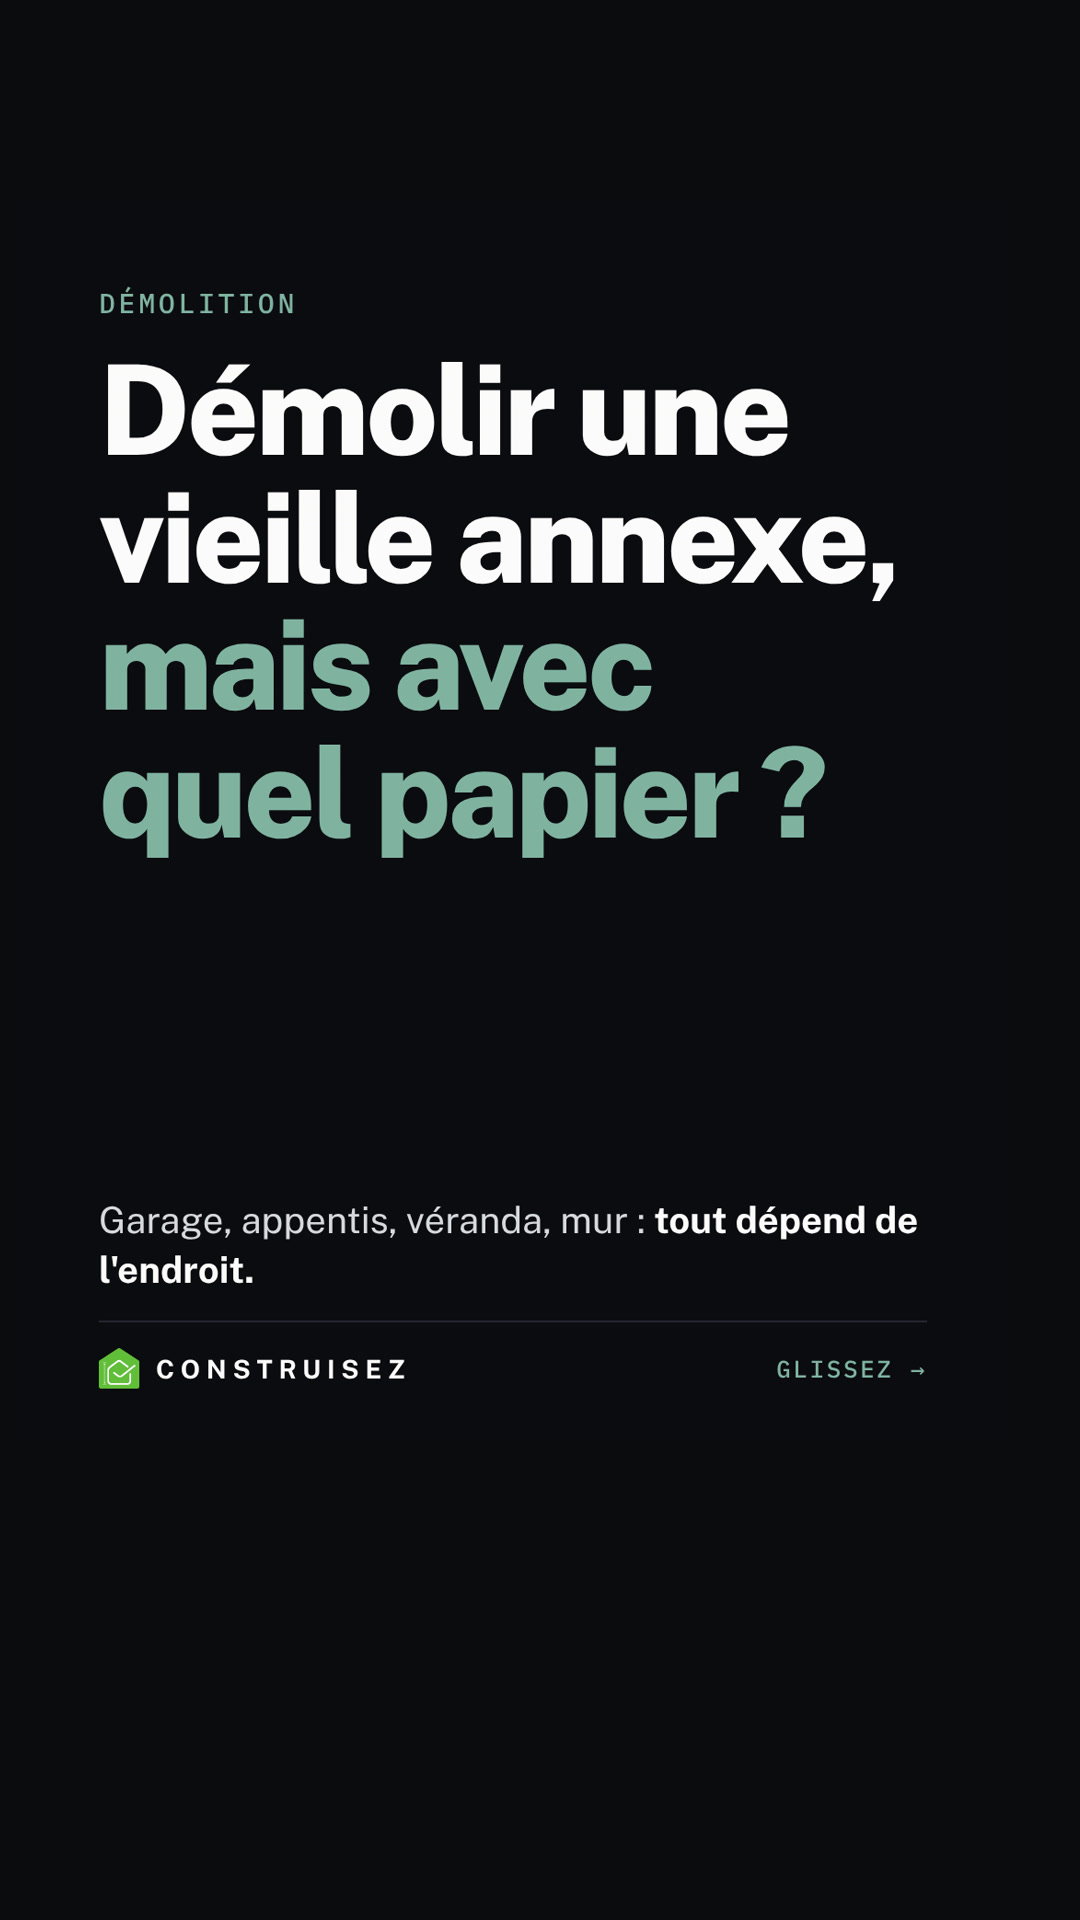 DÉMOLITION
Démolir une
vieille annexe,
mais avec
quel papier ?
Garage, appentis, véranda, mur : tout dépend de
l'endroit.
CONSTRUISEZ
GLISSEZ →